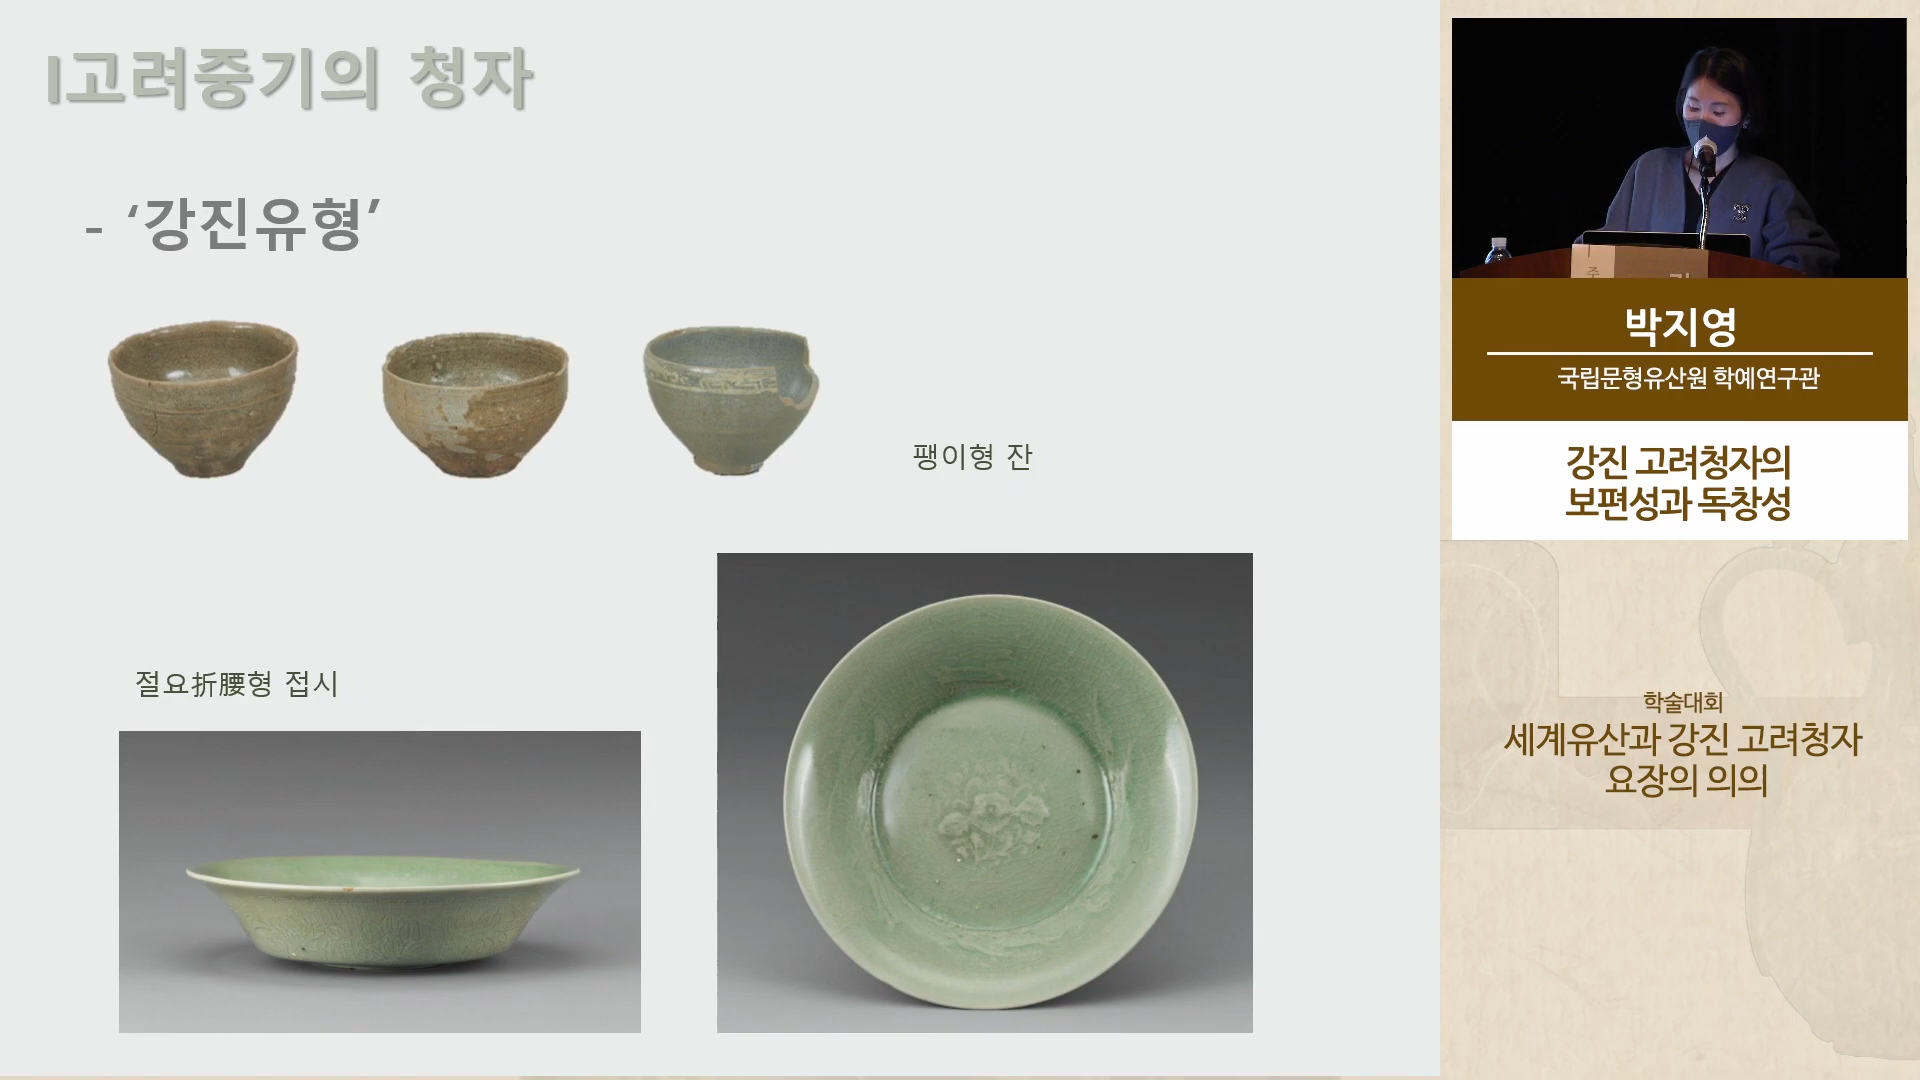 I고려중기의 청자
- ‘강진유형’
팽이형 잔
절요折腰형 접시
박지영
국립문형유산원 학예연구관
강진 고려청자의
보편성과 독창성
학술대회
세계유산과 강진 고려청자
요장의 의의